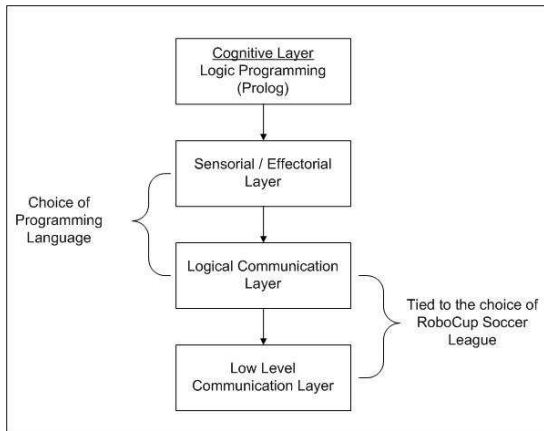 Cognitive Layer
Logic Programming
(Prolog)
Sensorial / Effectorial
Layer
Choice of
Programming
Language
Logical Communication
Layer
Tied to the choice of
RoboCup Soccer
League
Low Level
Communication Layer